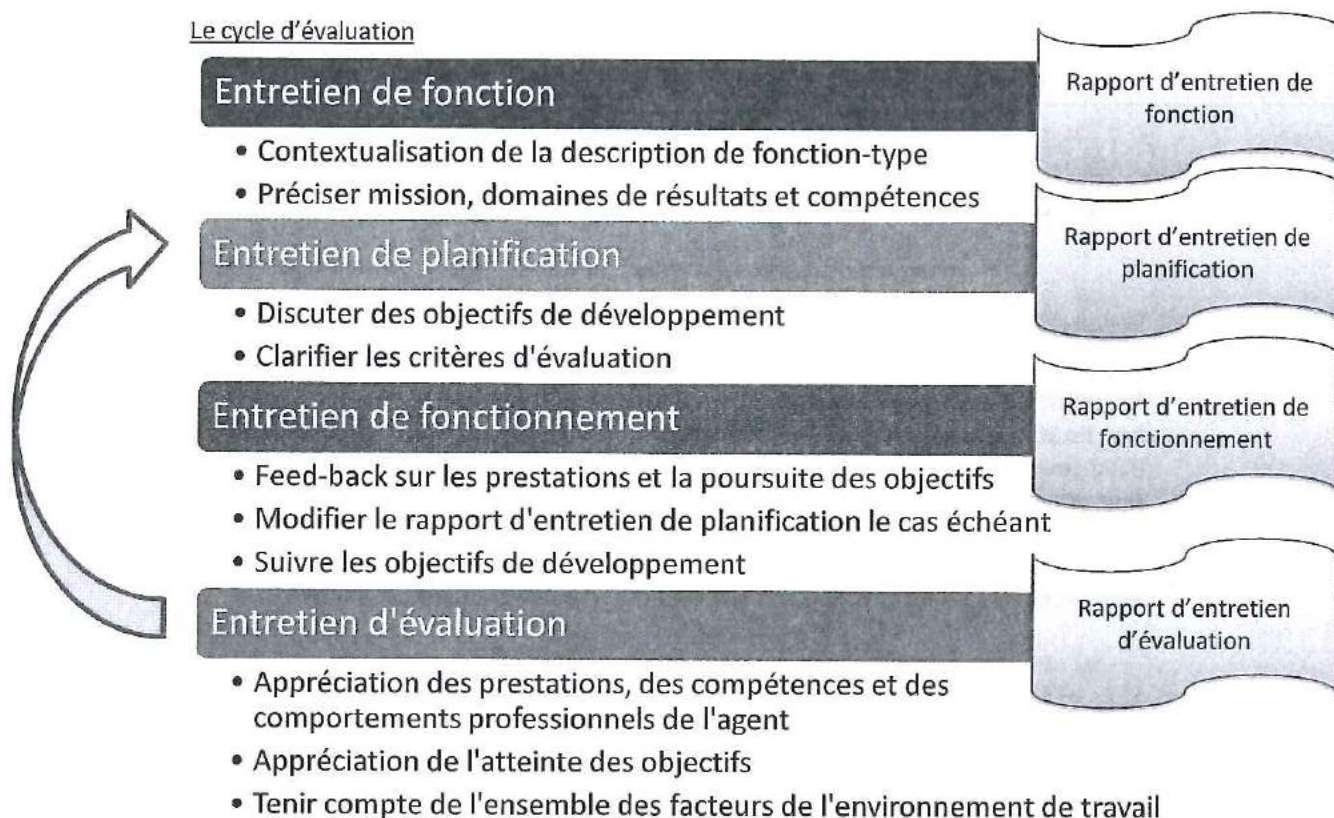 Le cycle d'évaluation
Entretien de fonction
Rapport d'entretien de
fonction
• Contextualisation de la description de fonction-type
• Préciser mission, domaines de résultats et compétences
Entretien de planification
Rapport d'entretien de
planification
• Discuter des objectifs de développement
• Clarifier les critères d'évaluation
Entretien de fonctionnement
Rapport d'entretien de
fonctionnement
• Feed-back sur les prestations et la poursuite des objectifs
• Modifier le rapport d'entretien de planification le cas échéant
• Suivre les objectifs de développement
Entretien d'évaluation
Rapport d'entretien
d'évaluation
• Appréciation des prestations, des compétences et des
comportements professionnels de l'agent
• Appréciation de l'atteinte des objectifs
• Tenir compte de l'ensemble des facteurs de l'environnement de travail